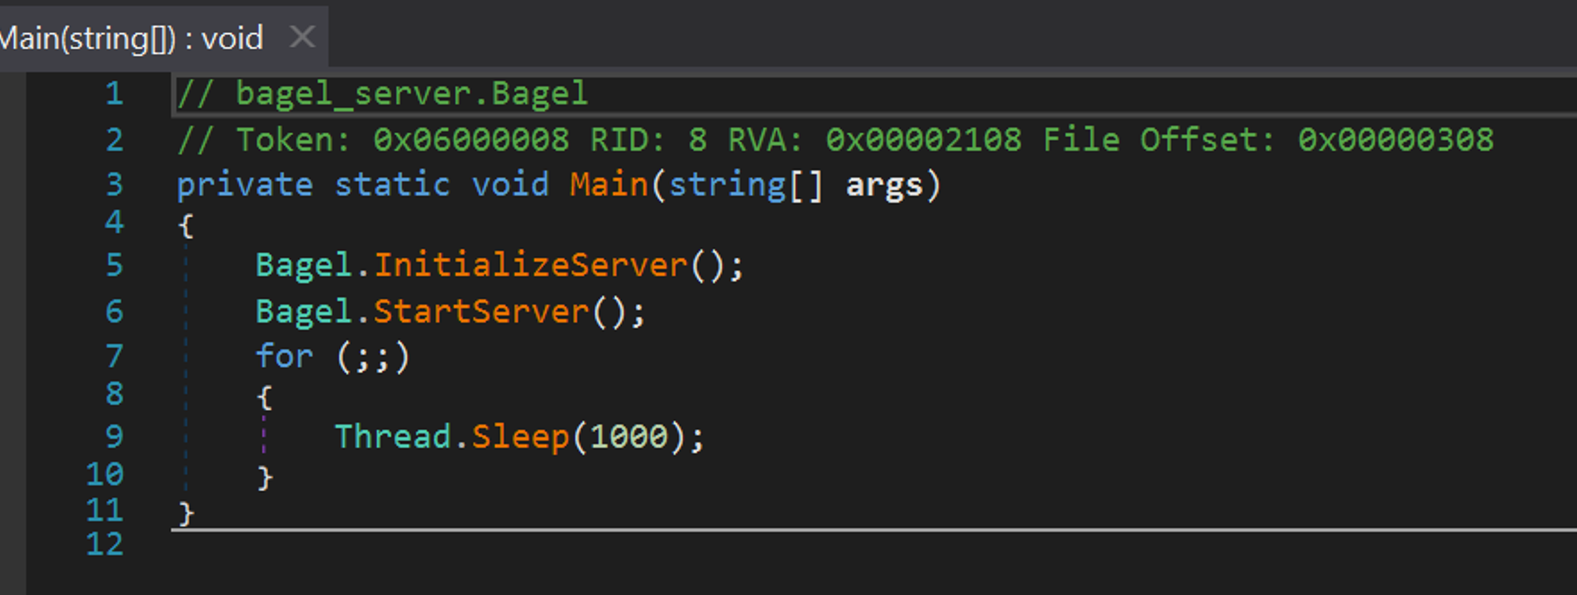 Main(string[]) : void ×
1 // bagel_server.Bagel
2 // Token: 0x06000008 RID: 8 RVA: 0x00002108 File Offset: 0x00000308
3 private static void Main(string[] args)
4 {
5     Bagel.InitializeServer();
6     Bagel.StartServer();
7     for (;;)
8     {
9         Thread.Sleep(1000);
10     }
11 }
12